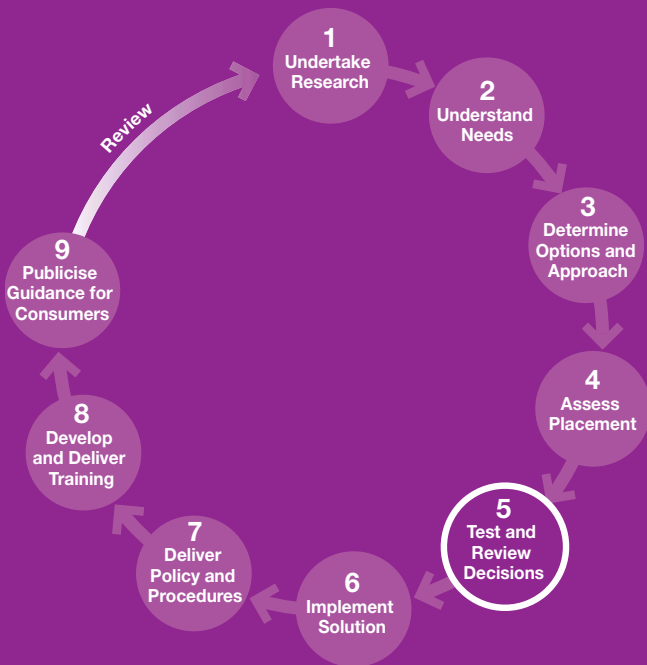 1
Undertake
Research
2
Understand
Needs
3
Determine
Options and
Approach
4
Assess
Placement
5
Test and
Review
Decisions
6
Implement
Solution
7
Deliver
Policy and
Procedures
8
Develop
and Deliver
Training
9
Publicise
Guidance for
Consumers
Review